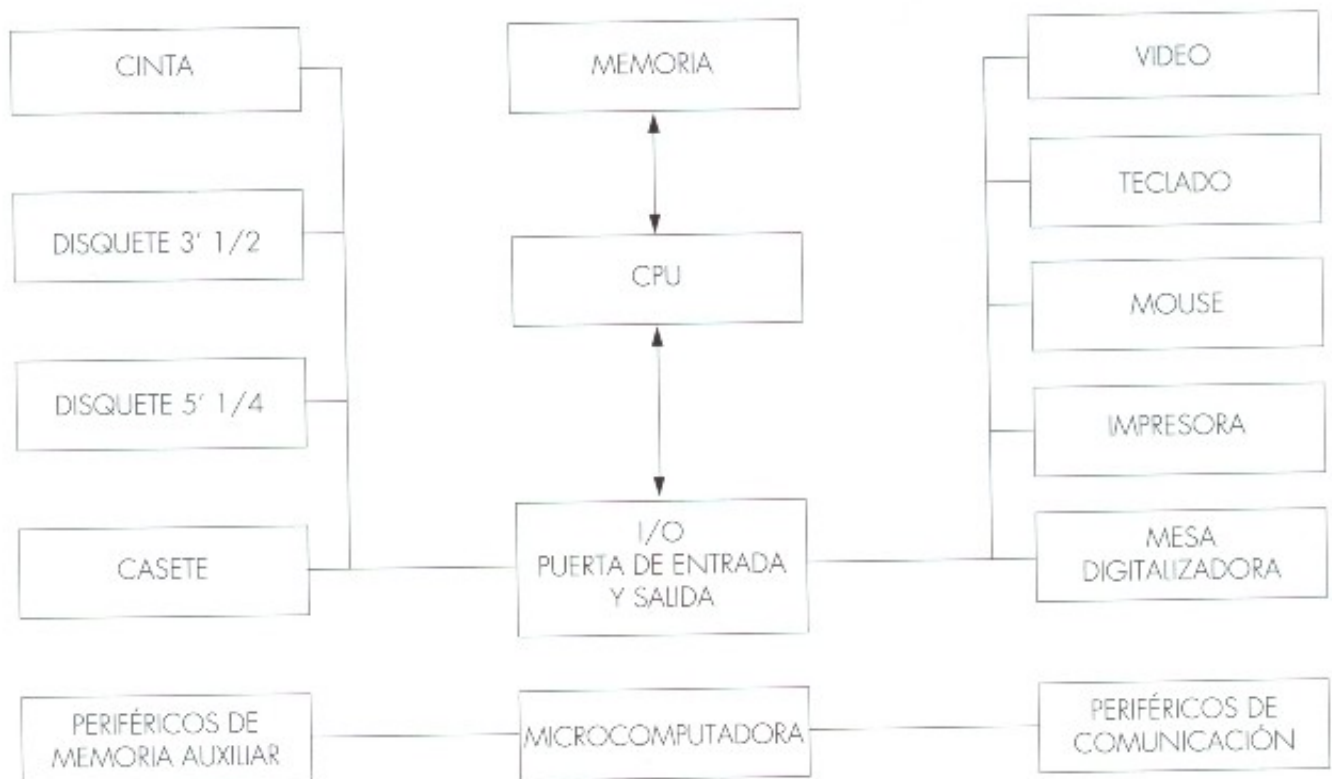 CINTA
MEMORIA
VIDEO
TECLADO
DISQUETE 3' 1/2
CPU
MOUSE
DISQUETE 5' 1/4
IMPRESORA
CASETE
I/O
PUERTA DE ENTRADA
Y SALIDA
MESA
DIGITALIZADORA
PERIFÉRICOS DE
MEMORIA AUXILIAR
MICROCOMPUTADORA
PERIFÉRICOS DE
COMUNICACIÓN